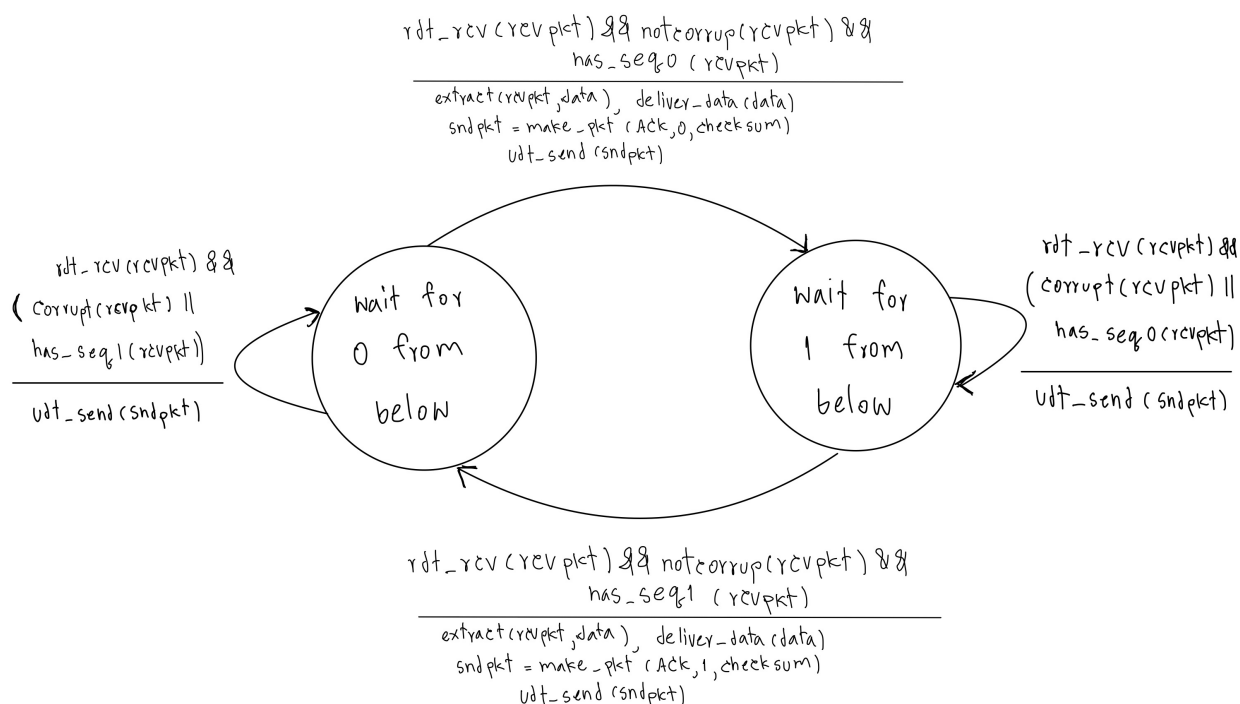 rdt_rcv(rcvpkt) && notcorrup(rcvpkt) &&
has_seq0 (rcvpkt)
extract(rcvpkt,data), deliver_data(data)
sndpkt = make_pkt (ACK,0,checksum)
udt_send(sndpkt)
rdt_rcv(rcvpkt) &&
(corrupt(rcvpkt) ||
has_seq1(rcvpkt))
udt_send(sndpkt)
wait for
0 from
below
wait for
1 from
below
rdt_rcv(rcvpkt) &&
(corrupt(rcvpkt) ||
has_seq0(rcvpkt)
udt_send(sndpkt)
rdt_rcv(rcvpkt) && notcorrup(rcvpkt) &&
has_seq1 (rcvpkt)
extract(rcvpkt,data), deliver_data(data)
sndpkt = make_pkt (ACK,1,checksum)
udt_send(sndpkt)